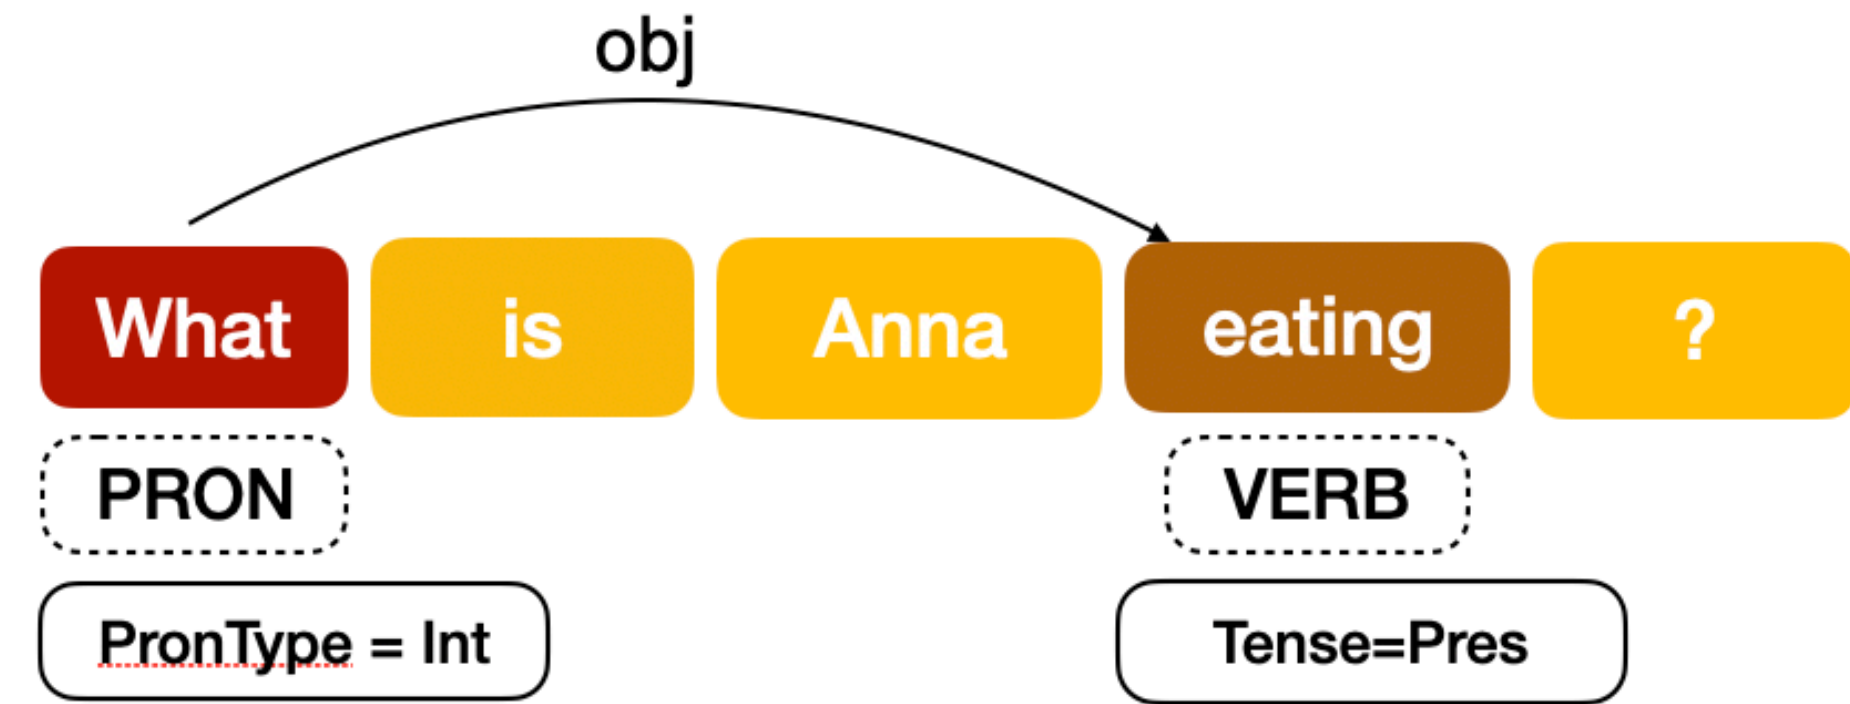 obj
What is Anna eating ?
PRON VERB
PronType = Int Tense=Pres